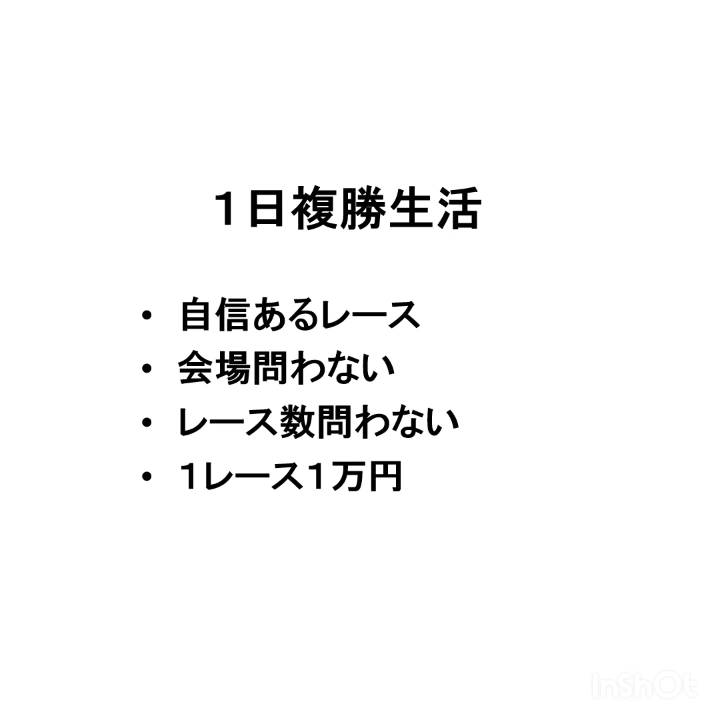 １日複勝生活
• 自信あるレース
• 会場問わない
• レース数問わない
• １レース１万円
InShOt